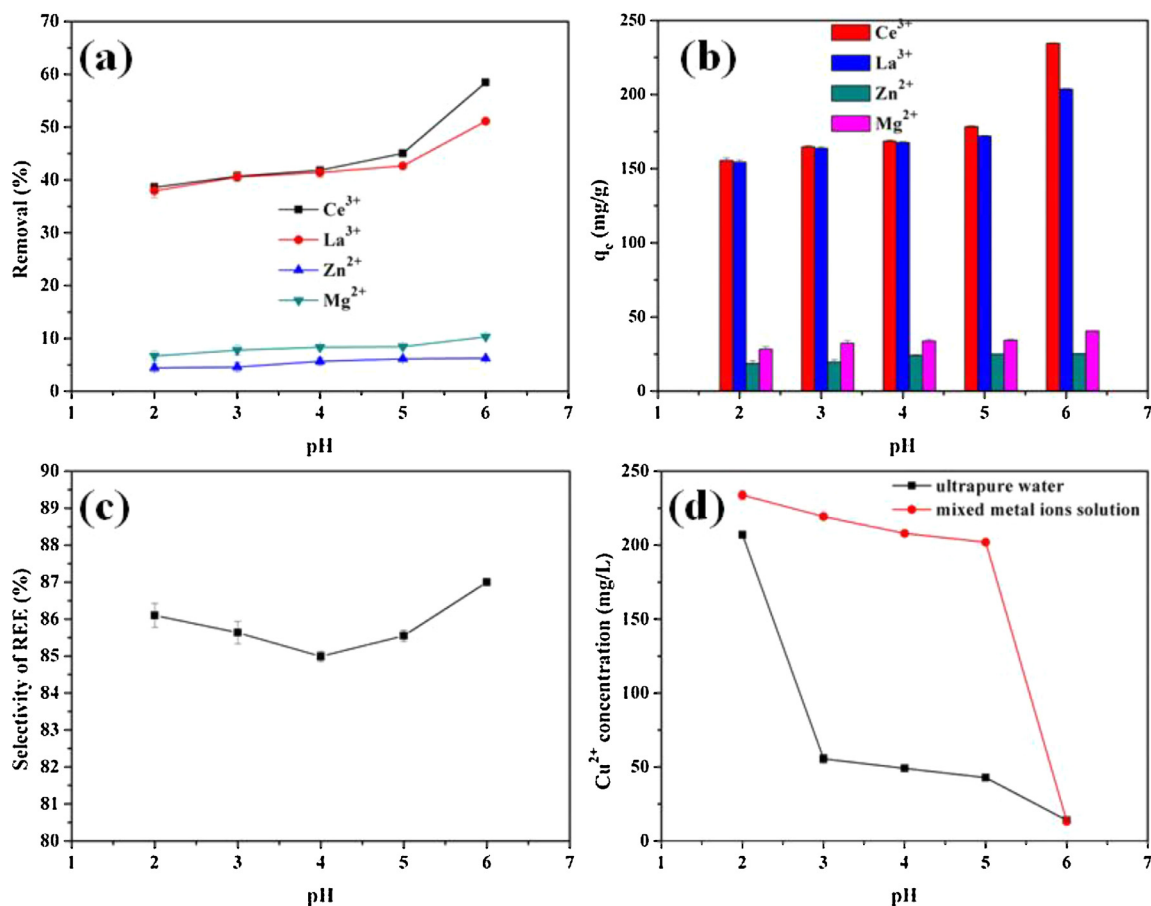 (a)
Removal (%)
80
70
60
50
40
30
20
10
0
Ce³⁺
La³⁺
Zn²⁺
Mg²⁺
1 2 3 4 5 6 7
pH
(b)
qₑ (mg/g)
250
200
150
100
50
0
Ce³⁺
La³⁺
Zn²⁺
Mg²⁺
1 2 3 4 5 6 7
pH
(c)
Selectivity of REE (%)
90
89
88
87
86
85
84
83
82
81
80
1 2 3 4 5 6 7
pH
(d)
Cu²⁺ concentration (mg/L)
250
200
150
100
50
0
ultrapure water
mixed metal ions solution
1 2 3 4 5 6 7
pH